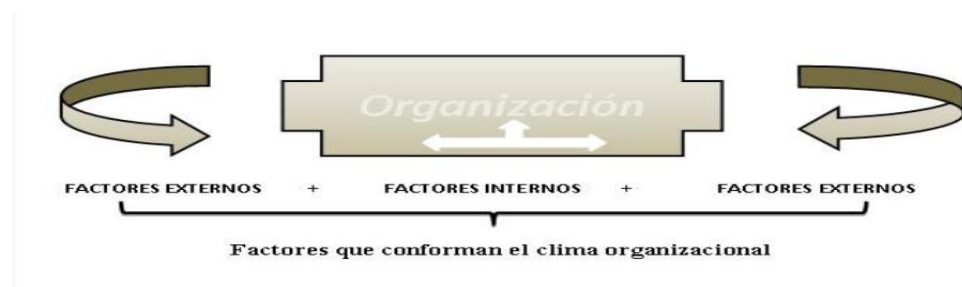 Organización
FACTORES EXTERNOS + FACTORES INTERNOS + FACTORES EXTERNOS
Factores que conforman el clima organizacional